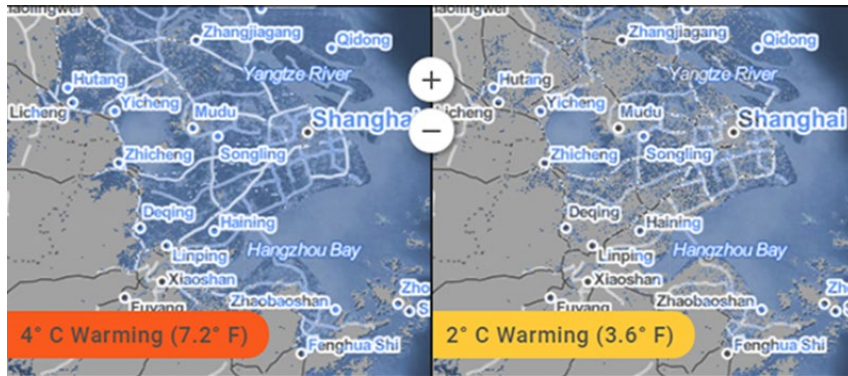 Zhangjiagang
Qidong
Hutang
Yangtze River
Yicheng
Mudu
Shanghai
Songling
Zhicheng
Deqing
Haining
Linping
Hangzhou Bay
Xiaoshan
Zhaobaoshan
4° C Warming (7.2° F)
Fenghua Shi
+
−
Zhangjiagang
Qidong
Hutang
Yangtze River
Yicheng
Mudu
Shanghai
Songling
Zhicheng
Deqing
Haining
Linping
Hangzhou Bay
Xiaoshan
Fuyang
Zhaobaoshan
2° C Warming (3.6° F)
Fenghua Shi